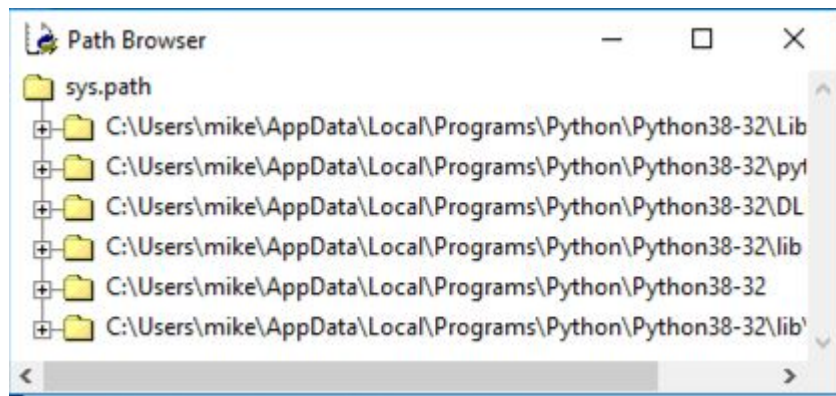 Path Browser
sys.path
C:\Users\mike\AppData\Local\Programs\Python\Python38-32\Lib
C:\Users\mike\AppData\Local\Programs\Python\Python38-32\pyt
C:\Users\mike\AppData\Local\Programs\Python\Python38-32\DL
C:\Users\mike\AppData\Local\Programs\Python\Python38-32\lib
C:\Users\mike\AppData\Local\Programs\Python\Python38-32
C:\Users\mike\AppData\Local\Programs\Python\Python38-32\lib\